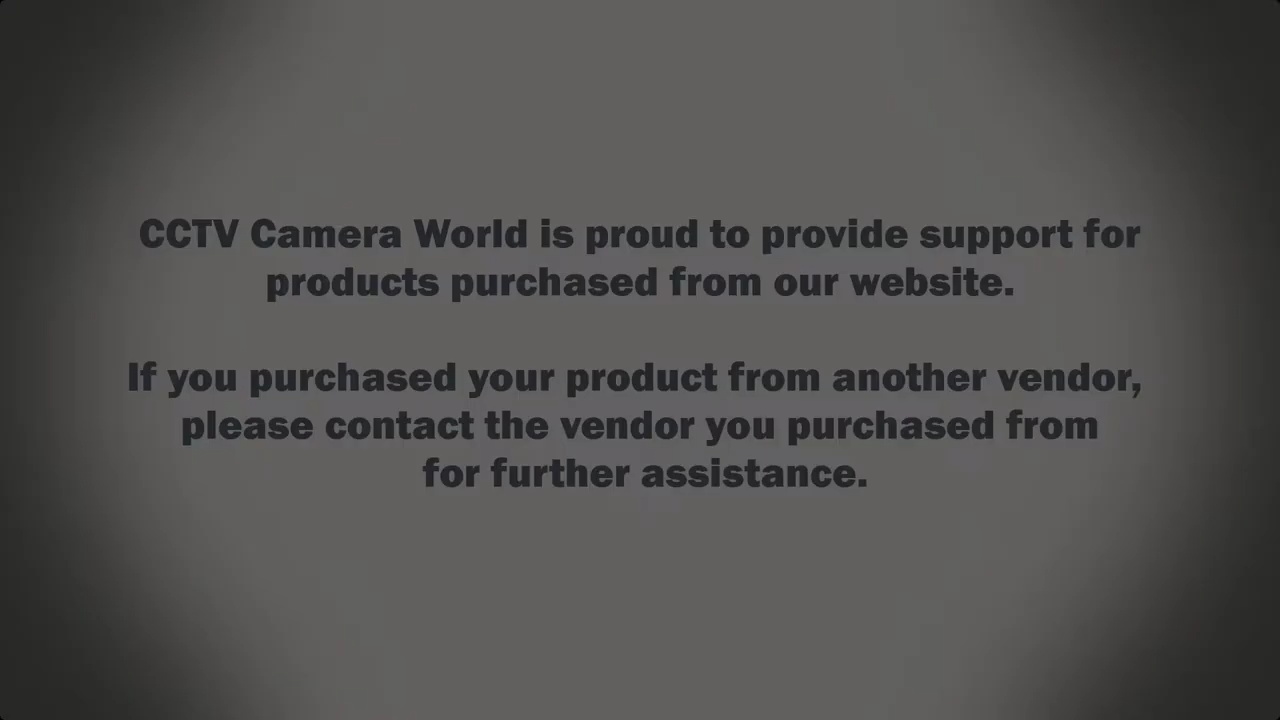 CCTV Camera World is proud to provide support for
products purchased from our website.
If you purchased your product from another vendor,
please contact the vendor you purchased from
for further assistance.